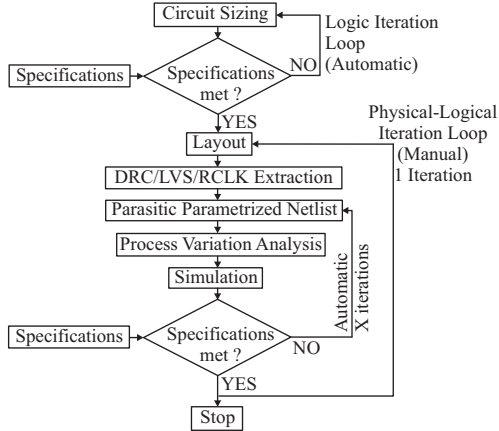 Circuit Sizing
Logic Iteration
Loop
(Automatic)
NO
Specifications
Specifications
met ?
YES
Physical-Logical
Iteration Loop
(Manual)
1 Iteration
Layout
DRC/LVS/RCLK Extraction
Parasitic Parametrized Netlist
Process Variation Analysis
Simulation
Automatic
X iterations
Specifications
Specifications
met ?
NO
YES
Stop